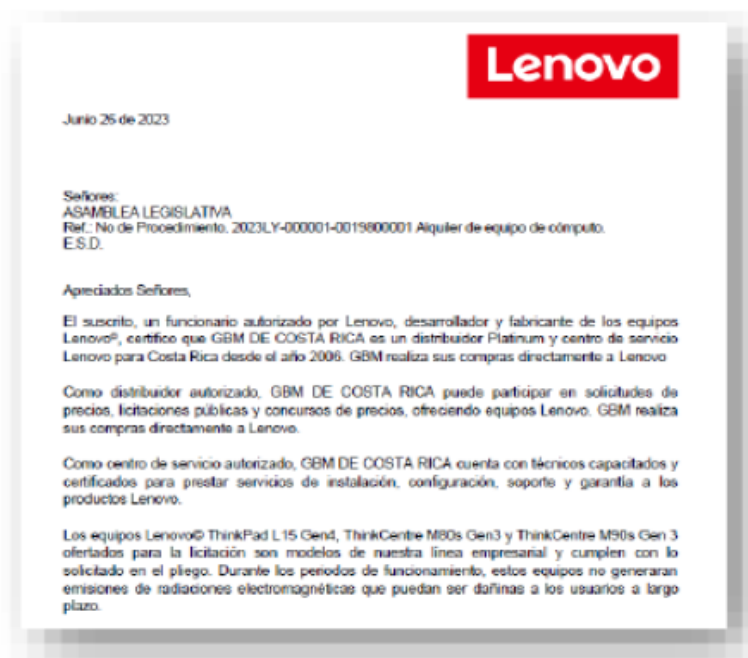 Lenovo
Junio 26 de 2023
Señores:
ASAMBLEA LEGISLATIVA
Ref.: No de Procedimiento. 2023LY-000001-0019800001 Alquiler de equipo de cómputo.
E.S.D.
Apreciados Señores,
El suscrito, un funcionario autorizado por Lenovo, desarrollador y fabricante de los equipos
Lenovo®, certifico que GBM DE COSTA RICA es un distribuidor Platinum y centro de servicio
Lenovo para Costa Rica desde el año 2006. GBM realiza sus compras directamente a Lenovo
Como distribuidor autorizado, GBM DE COSTA RICA puede participar en solicitudes de
precios, licitaciones públicas y concursos de precios, ofreciendo equipos Lenovo. GBM realiza
sus compras directamente a Lenovo.
Como centro de servicio autorizado, GBM DE COSTA RICA cuenta con técnicos capacitados y
certificados para prestar servicios de instalación, configuración, soporte y garantía a los
productos Lenovo.
Los equipos Lenovo© ThinkPad L15 Gen4, ThinkCentre M80s Gen3 y ThinkCentre M90s Gen 3
ofertados para la licitación son modelos de nuestra línea empresarial y cumplen con lo
solicitado en el pliego. Durante los periodos de funcionamiento, estos equipos no generaran
emisiones de radiaciones electromagnéticas que puedan ser dañinas a los usuarios a largo
plazo.